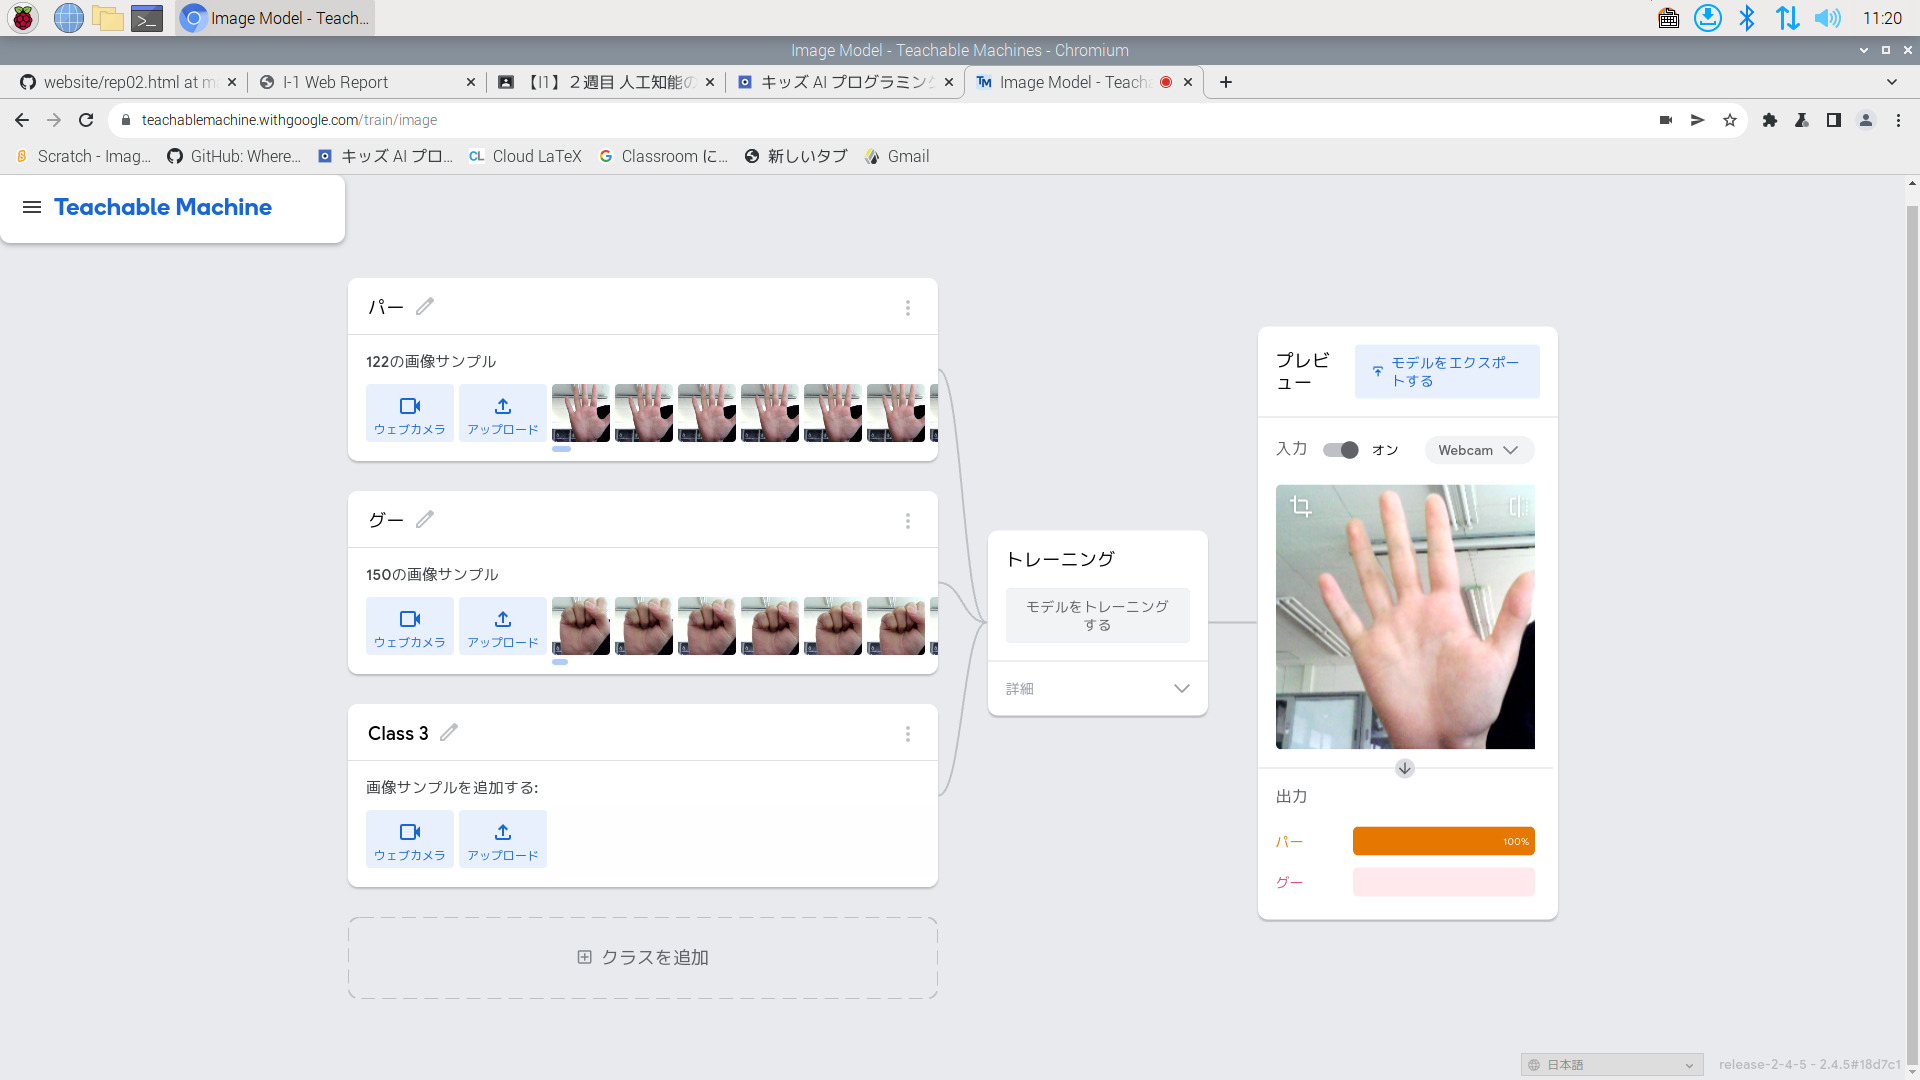 Image Model - Teach...
11:20
Image Model - Teachable Machines - Chromium
website/rep02.html at m
I-1 Web Report
【I1】２週目 人工知能の
キッズ AI プログラミング
TM Image Model - Teacha
teachablemachine.withgoogle.com/train/image
Scratch - Imag...
GitHub: Where...
キッズ AI プロ...
CL Cloud LaTeX
Classroom に...
新しいタブ
Gmail
Teachable Machine
パー
122の画像サンプル
ウェブカメラ
アップロード
グー
150の画像サンプル
ウェブカメラ
アップロード
Class 3
画像サンプルを追加する:
ウェブカメラ
アップロード
クラスを追加
トレーニング
モデルをトレーニング
する
詳細
プレビ
ュー
モデルをエクスポー
トする
入力
オン
Webcam
出力
パー
100%
グー
日本語
release-2-4-5 - 2.4.5#18d7c1